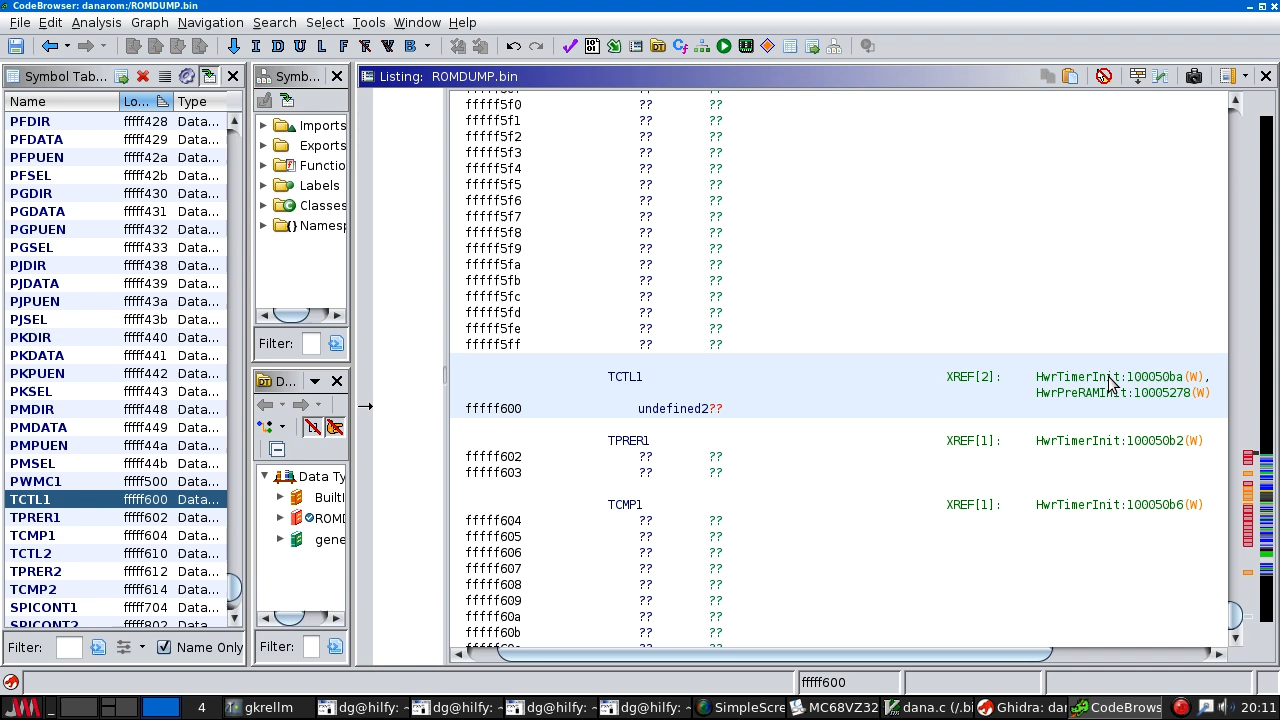 CodeBrowser: danarom:/ROMDUMP.bin
File Edit Analysis Graph Navigation Search Select Tools Window Help
I D U L F R V B
Symbol Tab...
Name Lo... Type
PFDIR fffff428 Data...
PFDATA fffff429 Data...
PFPUEN fffff42a Data...
PFSEL fffff42b Data...
PGDIR fffff430 Data...
PGDATA fffff431 Data...
PGPUEN fffff432 Data...
PGSEL fffff433 Data...
PJDIR fffff438 Data...
PJDATA fffff439 Data...
PJPUEN fffff43a Data...
PJSEL fffff43b Data...
PKDIR fffff440 Data...
PKDATA fffff441 Data...
PKPUEN fffff442 Data...
PKSEL fffff443 Data...
PMDIR fffff448 Data...
PMDATA fffff449 Data...
PMPUEN fffff44a Data...
PMSEL fffff44b Data...
PWMC1 fffff500 Data...
TCTL1 fffff600 Data...
TPRER1 fffff602 Data...
TCMP1 fffff604 Data...
TCTL2 fffff610 Data...
TPRER2 fffff612 Data...
TCMP2 fffff614 Data...
SPICONT1 fffff704 Data...
SPICONT2 fffff802 Data...
Filter: Name Only
Symb...
Imports
Exports
Functio
Labels
Classes
Namesp
Filter:
D...
Data Ty
BuiltI
ROMD
gene
Filter:
Listing: ROMDUMP.bin
fffff5f0 ?? ??
fffff5f1 ?? ??
fffff5f2 ?? ??
fffff5f3 ?? ??
fffff5f4 ?? ??
fffff5f5 ?? ??
fffff5f6 ?? ??
fffff5f7 ?? ??
fffff5f8 ?? ??
fffff5f9 ?? ??
fffff5fa ?? ??
fffff5fb ?? ??
fffff5fc ?? ??
fffff5fd ?? ??
fffff5fe ?? ??
fffff5ff ?? ??
TCTL1 XREF[2]: HwrTimerInit:100050ba(W),
HwrPreRAMInit:10005278(W)
fffff600 undefined2??
TPRER1 XREF[1]: HwrTimerInit:100050b2(W)
fffff602 ?? ??
fffff603 ?? ??
TCMP1 XREF[1]: HwrTimerInit:100050b6(W)
fffff604 ?? ??
fffff605 ?? ??
fffff606 ?? ??
fffff607 ?? ??
fffff608 ?? ??
fffff609 ?? ??
fffff60a ?? ??
fffff60b ?? ??
fffff600
4 gkrellm dg@hilfy: ~ dg@hilfy: ~ dg@hilfy: ~ dg@hilfy: ~ SimpleScre MC68VZ32 dana.c (/.bi Ghidra: dar CodeBrows 20:11